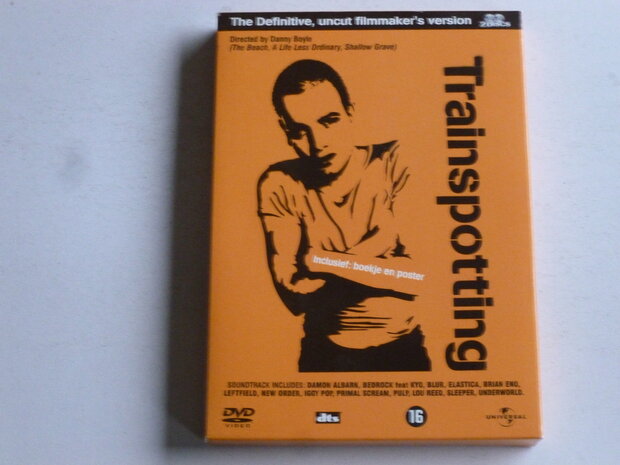 The Definitive, uncut filmmaker's version
2DISCS
Directed by Danny Boyle
(The Beach, A Life Less Ordinary, Shallow Grave)
Trainspotting
Inclusief: boekje en poster
SOUNDTRACK INCLUDES: DAMON ALBARN, BEDROCK feat KYO, BLUR, ELASTICA, BRIAN ENO,
LEFTFIELD, NEW ORDER, IGGY POP, PRIMAL SCREAM, PULP, LOU REED, SLEEPER, UNDERWORLD.
DVD
VIDEO
dts
16
UNIVERSAL